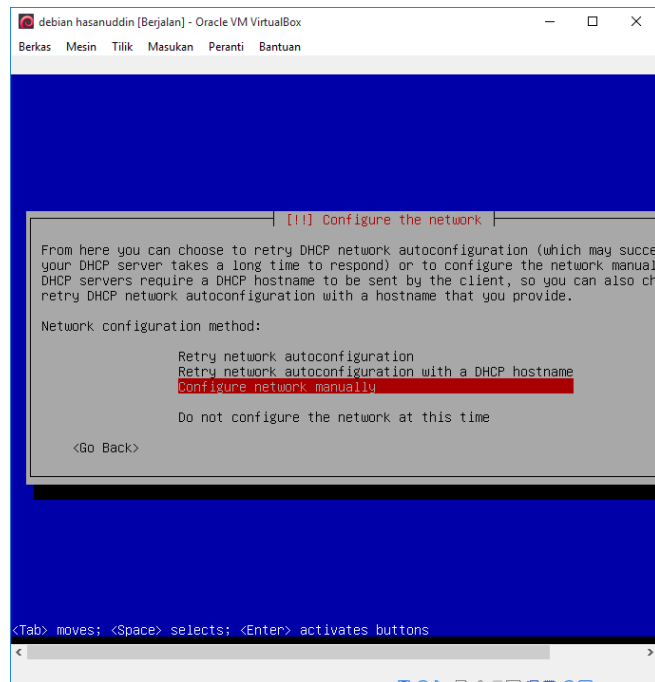 debian hasanuddin [Berjalan] - Oracle VM VirtualBox
Berkas Mesin Tilik Masukan Peranti Bantuan
[!!] Configure the network
From here you can choose to retry DHCP network autoconfiguration (which may succe
your DHCP server takes a long time to respond) or to configure the network manual
DHCP servers require a DHCP hostname to be sent by the client, so you can also ch
retry DHCP network autoconfiguration with a hostname that you provide.
Network configuration method:
Retry network autoconfiguration
Retry network autoconfiguration with a DHCP hostname
Configure network manually
Do not configure the network at this time
<Go Back>
<Tab> moves; <Space> selects; <Enter> activates buttons